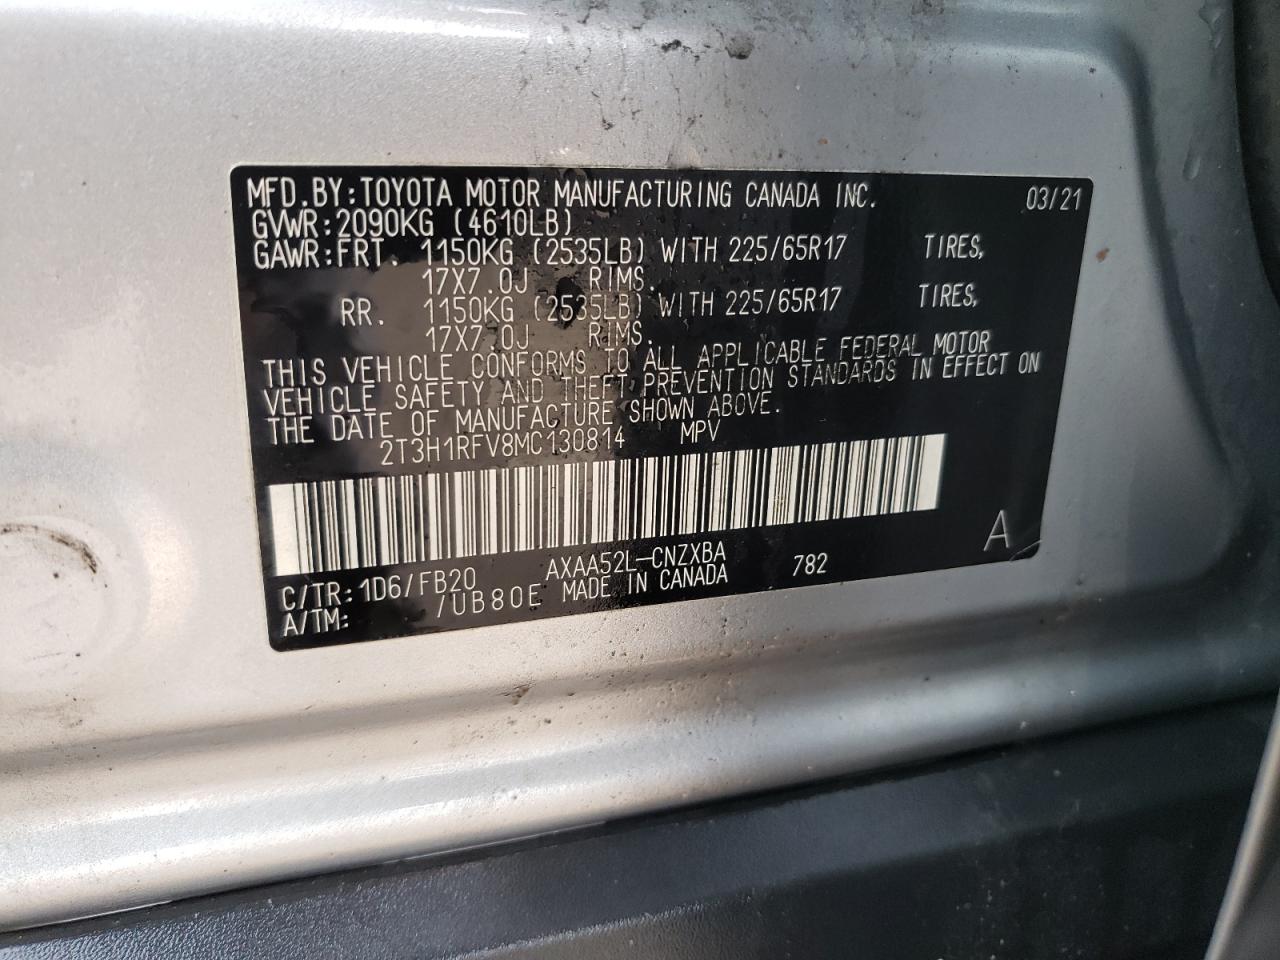 MFD.BY:TOYOTA MOTOR MANUFACTURING CANADA INC. 03/21
GVWR:2090KG (4610LB)
GAWR:FRT. 1150KG (2535LB) WITH 225/65R17 TIRES,
17X7.0J RIMS.
RR. 1150KG (2535LB) WITH 225/65R17 TIRES,
17X7.0J RIMS.
THIS VEHICLE CONFORMS TO ALL APPLICABLE FEDERAL MOTOR
VEHICLE SAFETY AND THEFT PREVENTION STANDARDS IN EFFECT ON
THE DATE OF MANUFACTURE SHOWN ABOVE.
2T3H1RFV8MC130814 MPV
A
C/TR:1D6/FB20 AXAA52L-CNZXBA 782
A/TM: /UB80E MADE IN CANADA